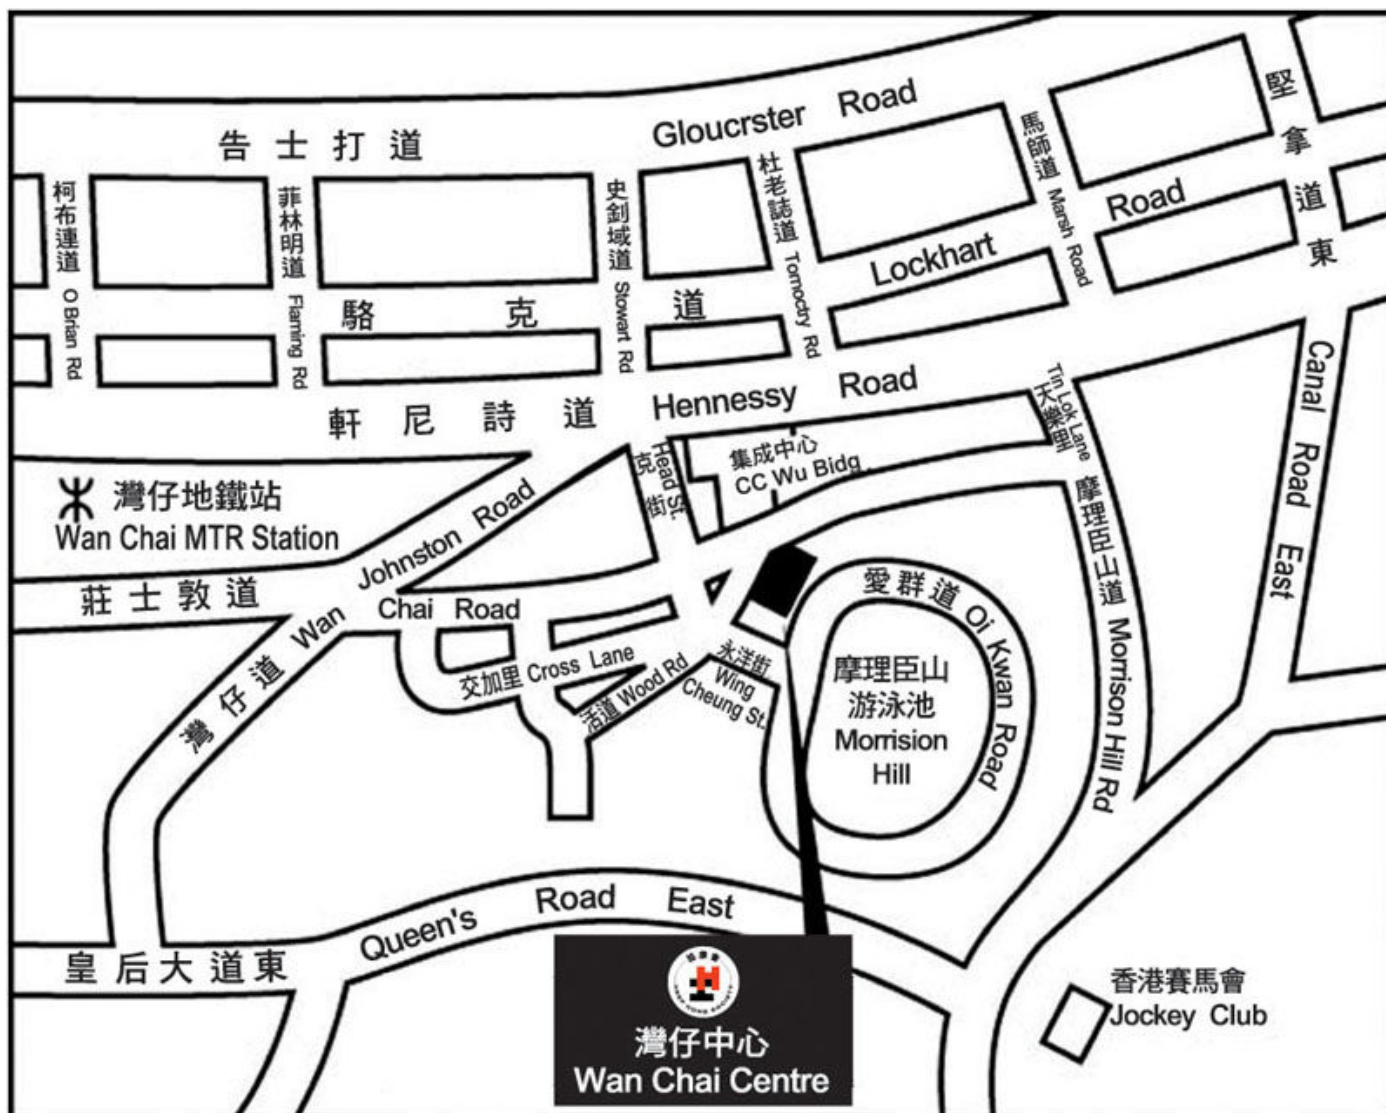 告士打道
Gloucrster Road
堅拿道東
馬師道 Marsh Road
杜老誌道 Tomoctry Rd
史釗域道 Stowart Rd
菲林明道 Flaming Rd
柯布連道 O Brian Rd
Lockhart Road
駱克道
軒尼詩道 Hennessy Road
Tin Lok Lane
天樂里
Canal Road East
Head St.
克街
集成中心
CC Wu Bidg
灣仔地鐵站
Wan Chai MTR Station
Johnston Road
莊士敦道
灣仔道 Wan Chai Road
交加里 Cross Lane
活道 Wood Rd
永洋街
Wing
Cheung St.
愛群道 Oi Kwan Road
摩理臣山道 Morrison Hill Rd
摩理臣山
游泳池
Morrision
Hill
Queen's Road East
皇后大道東
香港賽馬會
Jockey Club
灣仔中心
Wan Chai Centre